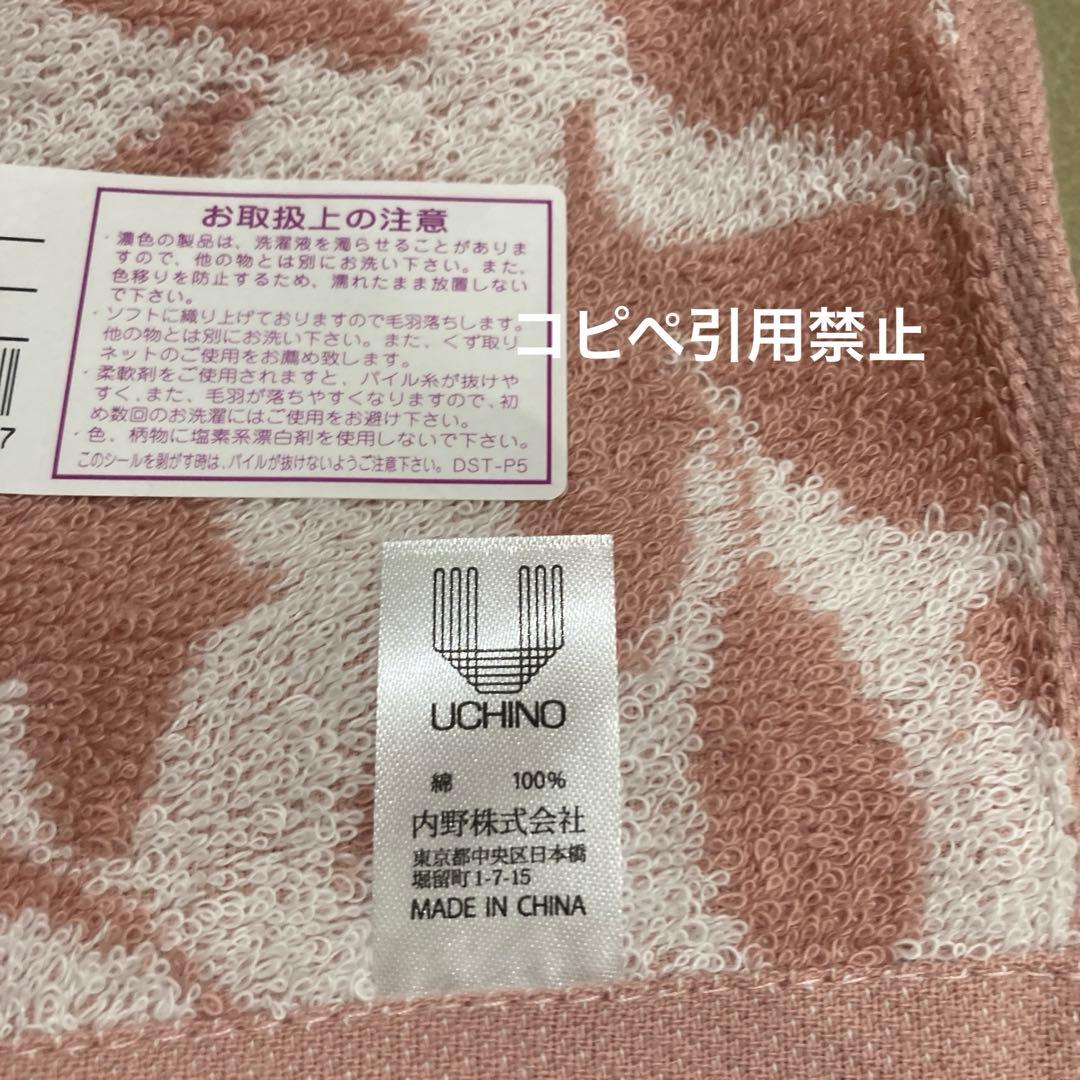 お取扱上の注意
・濃色の製品は、洗濯液を濁らせることがありま
すので、他の物とは別にお洗い下さい。また、
色移りを防止するため、濡れたまま放置しない
で下さい。
・ソフトに織り上げておりますので毛羽落ちします。
他の物とは別にお洗い下さい。また、くず取り
ネットのご使用をお薦め致します。
・柔軟剤をご使用されますと、パイル糸が抜けや
すく、また、毛羽が落ちやすくなりますので、初
め数回のお洗濯にはご使用をお避け下さい。
・色、柄物に塩素系漂白剤を使用しないで下さい。
このシールを剥がす時は、パイルが抜けないようご注意下さい。DST-P5
7
コピペ引用禁止
UCHINO
綿 100%
内野株式会社
東京都中央区日本橋
堀留町1-7-15
MADE IN CHINA